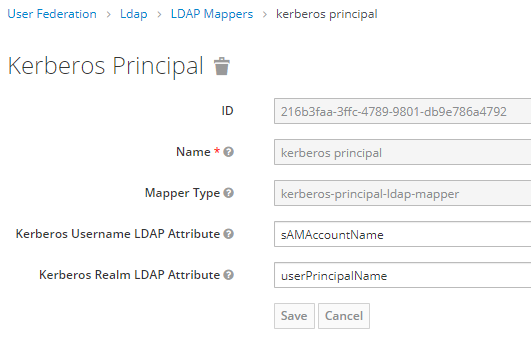 User Federation > Ldap > LDAP Mappers > kerberos principal
Kerberos Principal
ID 216b3faa-3ffc-4789-9801-db9e786a4792
Name * kerberos principal
Mapper Type kerberos-principal-ldap-mapper
Kerberos Username LDAP Attribute sAMAccountName
Kerberos Realm LDAP Attribute userPrincipalName
Save Cancel